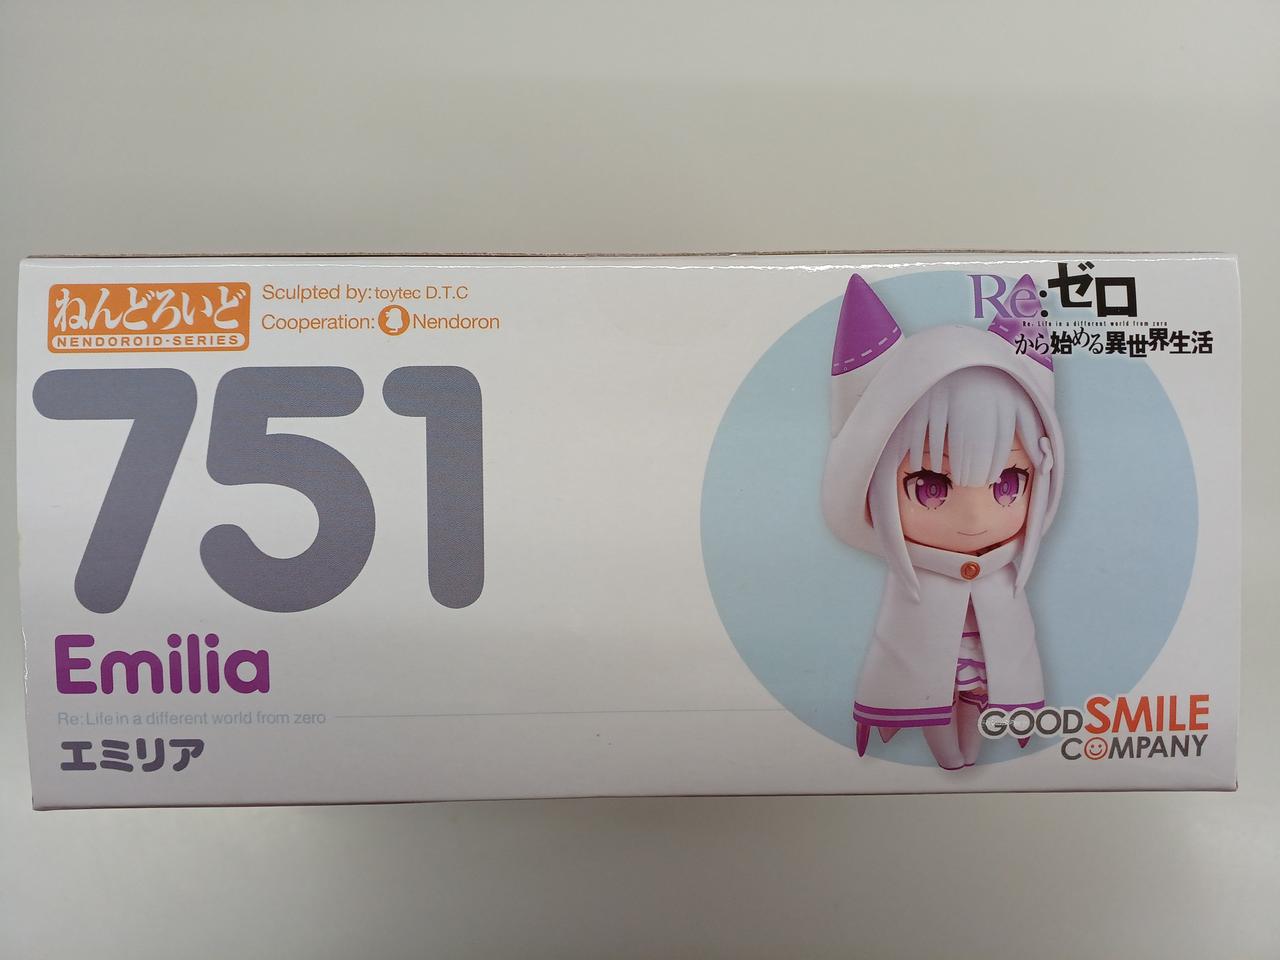 ねんどろいど
NENDOROID-SERIES
Sculpted by: toytec D.T.C
Cooperation: Nendoron
751
Emilia
Re:Life in a different world from zero
エミリア
Re:ゼロ
Re: Life in a different world from zero
から始める異世界生活
GOOD SMILE
COMPANY